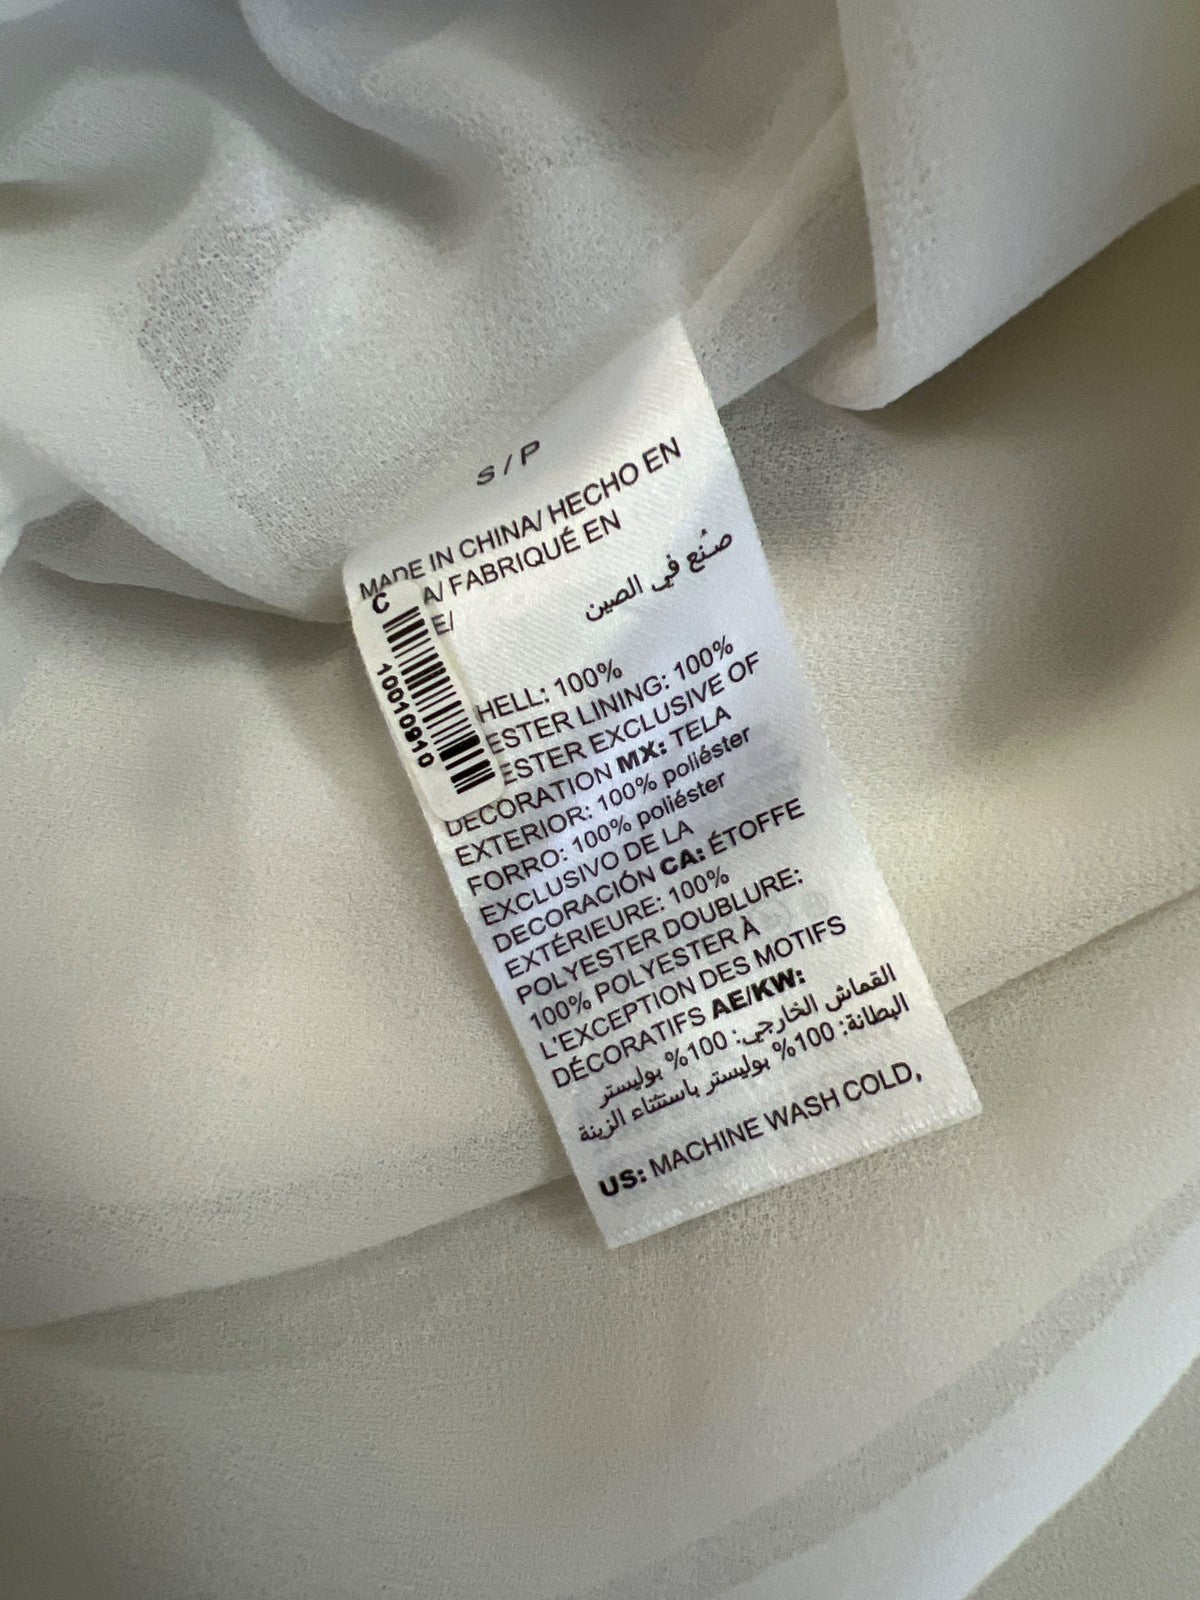 S / P
MADE IN CHINA/ HECHO EN
A/ FABRIQUÉ EN
E/
صُنع في الصين
C
10010910
HELL: 100%
ESTER LINING: 100%
ESTER EXCLUSIVE OF
DECORATION MX: TELA
EXTERIOR: 100% poliéster
FORRO: 100% poliéster
EXCLUSIVO DE LA
DECORACIÓN CA: ÉTOFFE
EXTÉRIEURE: 100%
POLYESTER DOUBLURE:
100% POLYESTER À
L'EXCEPTION DES MOTIFS
DÉCORATIFS AE/KW:
القماش الخارجي: 100% بوليستر
البطانة: 100% بوليستر باستثناء الزينة
US: MACHINE WASH COLD,